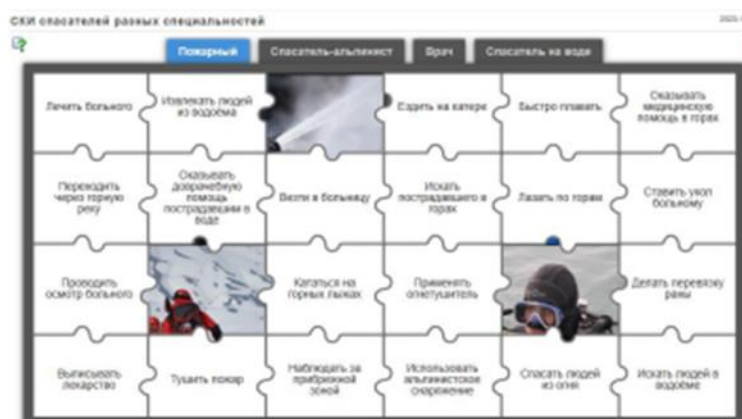 СКИ спасателей разных специальностей
Пожарный
Спасатель-альпинист
Врач
Спасатель на воде
Лечить больного
Извлекать людей
из водоёма
Ездить на катере
Быстро плавать
Оказывать
медицинскую
помощь в горах
Переходить
через горную
реку
Оказывать
доврачебную
помощь
пострадавшим в
воде
Везти в больницу
Искать
пострадавшего в
горах
Лазать по горам
Ставить укол
больному
Проводить
осмотр больного
Кататься на
горных лыжах
Применять
огнетушитель
Делать перевязку
раны
Выписывать
лекарство
Тушить пожар
Наблюдать за
прибрежной
зоной
Использовать
альпинистское
снаряжение
Спасать людей
из огня
Искать людей в
водоёме